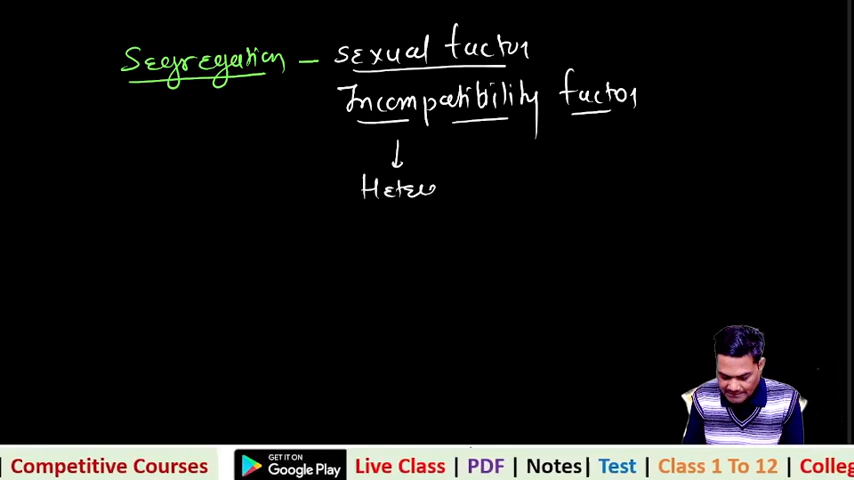 Segregation - sexual factor
Incompatibility factor
↓
Hetero
| Competitive Courses GET IT ON Google Play Live Class | PDF | Notes| Test | Class 1 To 12 | Colleg